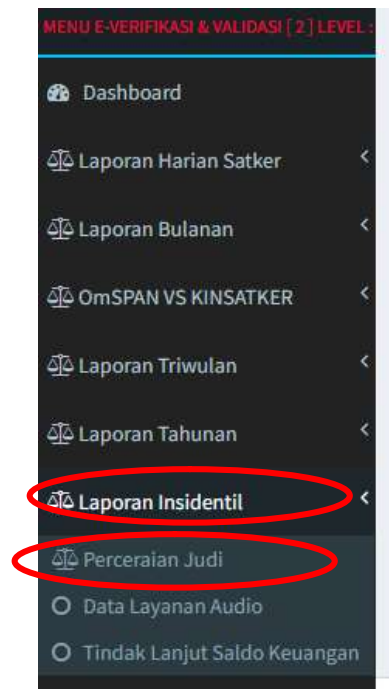 MENU E-VERIFIKASI & VALIDASI [ 2 ] LEVEL :
Dashboard
Laporan Harian Satker
Laporan Bulanan
OmSPAN VS KINSATKER
Laporan Triwulan
Laporan Tahunan
Laporan Insidentil
Perceraian Judi
Data Layanan Audio
Tindak Lanjut Saldo Keuangan